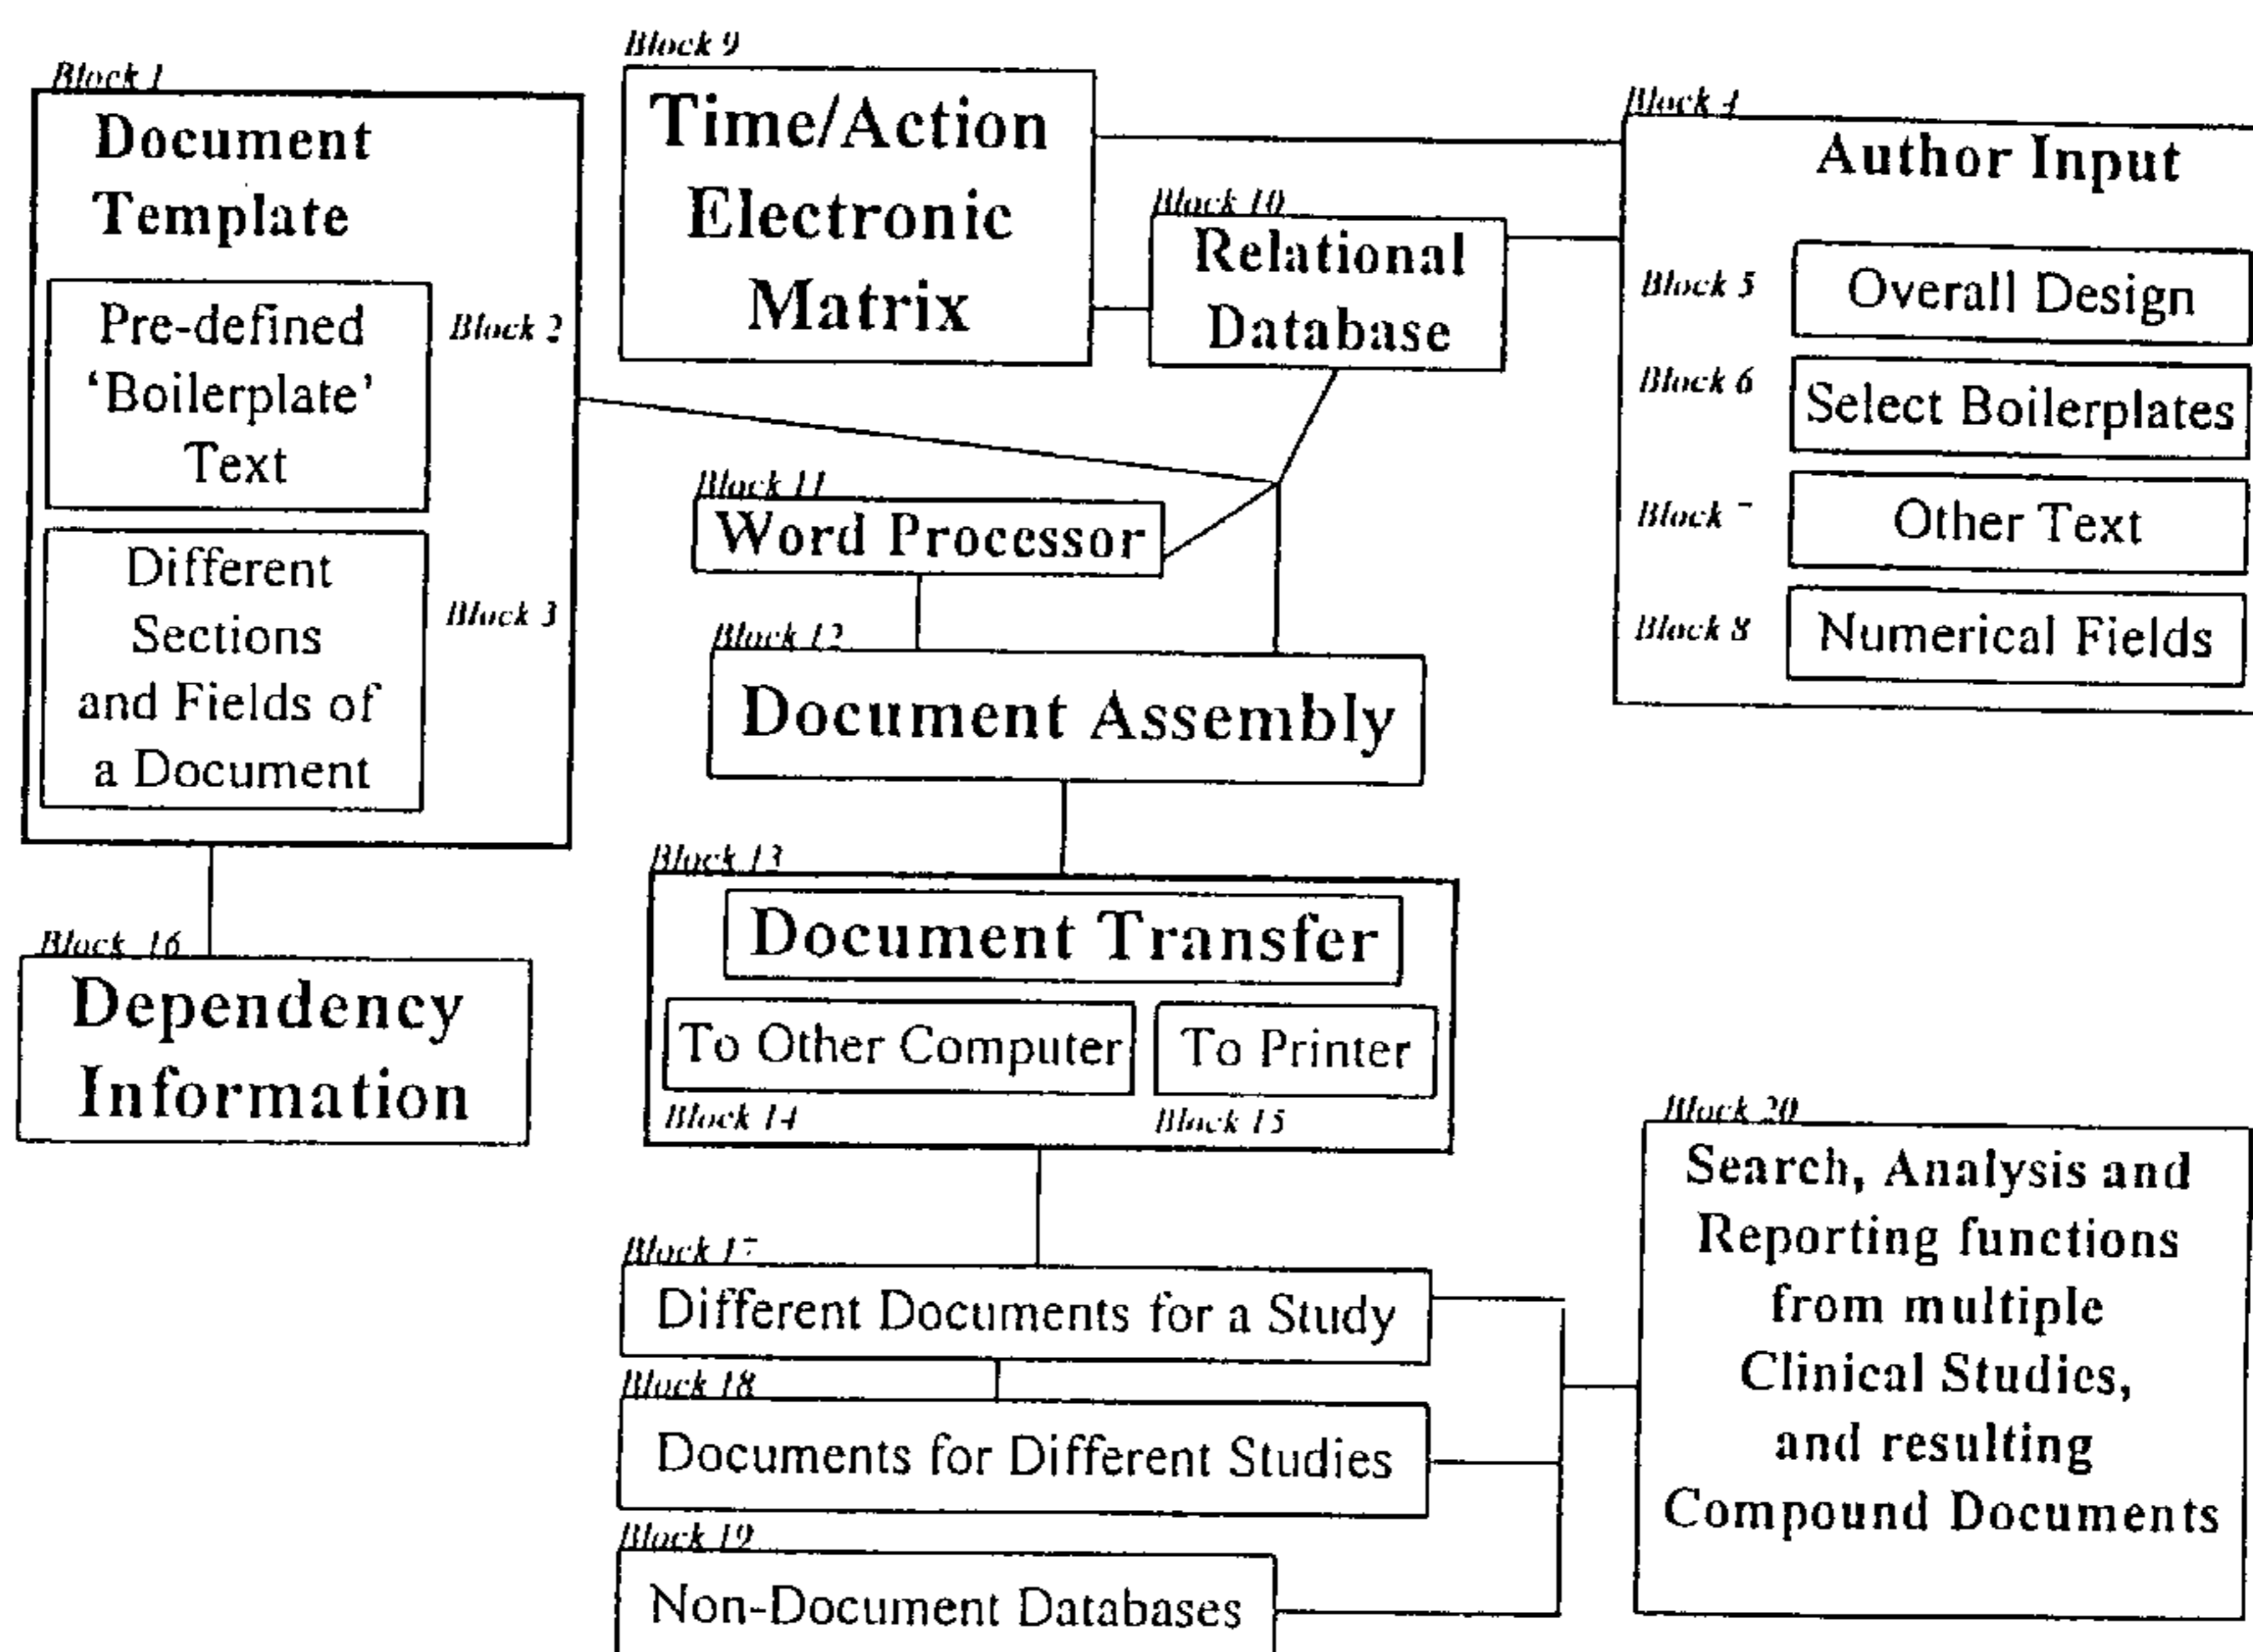 Block 1
Document
Template
Pre-defined
‘Boilerplate’
Text
Block 2
Different
Sections
and Fields of
a Document
Block 3
Block 9
Time/Action
Electronic
Matrix
Block 10
Relational
Database
Block 4
Author Input
Block 5
Overall Design
Block 6
Select Boilerplates
Block 7
Other Text
Block 8
Numerical Fields
Block 11
Word Processor
Block 12
Document Assembly
Block 13
Document Transfer
To Other Computer
Block 14
To Printer
Block 15
Block 16
Dependency
Information
Block 17
Different Documents for a Study
Block 18
Documents for Different Studies
Block 19
Non-Document Databases
Block 20
Search, Analysis and
Reporting functions
from multiple
Clinical Studies,
and resulting
Compound Documents